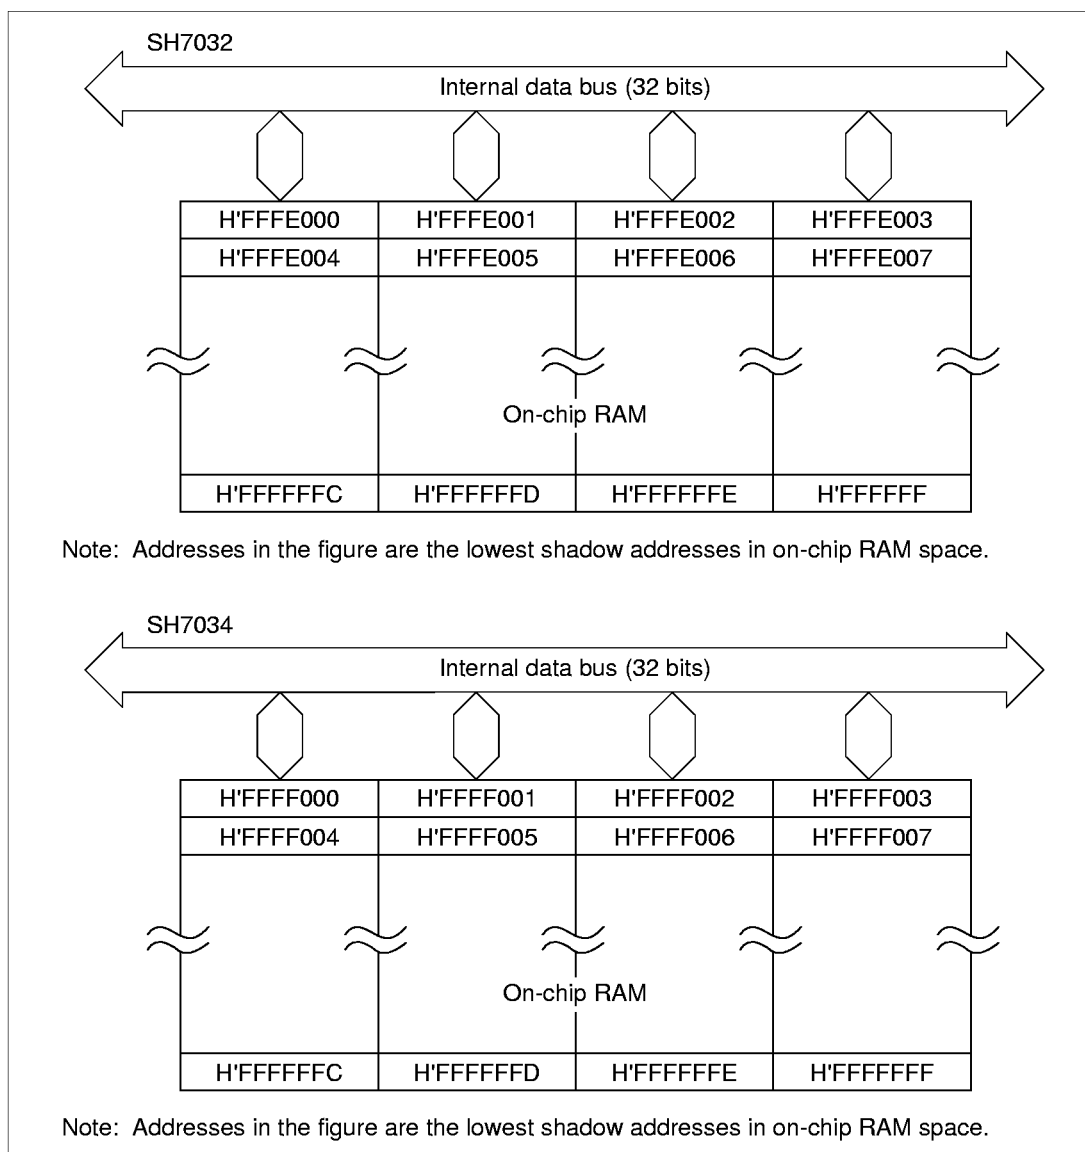 SH7032
Internal data bus (32 bits)
H'FFFE000 H'FFFE001 H'FFFE002 H'FFFE003
H'FFFE004 H'FFFE005 H'FFFE006 H'FFFE007
On-chip RAM
H'FFFFFFC H'FFFFFFD H'FFFFFFE H'FFFFFF
Note: Addresses in the figure are the lowest shadow addresses in on-chip RAM space.
SH7034
Internal data bus (32 bits)
H'FFFF000 H'FFFF001 H'FFFF002 H'FFFF003
H'FFFF004 H'FFFF005 H'FFFF006 H'FFFF007
On-chip RAM
H'FFFFFFC H'FFFFFFD H'FFFFFFE H'FFFFFFF
Note: Addresses in the figure are the lowest shadow addresses in on-chip RAM space.